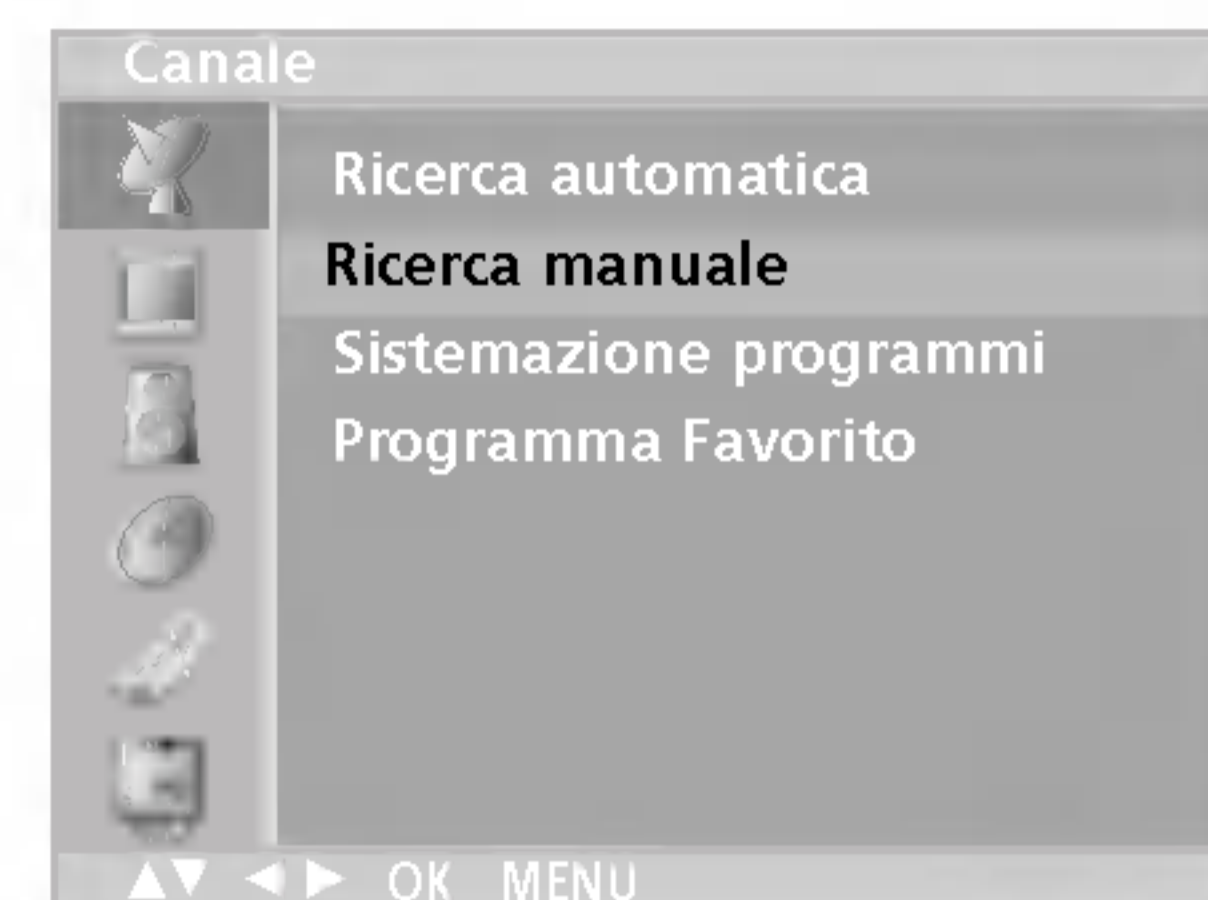 Canale
Ricerca automatica
Ricerca manuale
Sistemazione programmi
Programma Favorito
▲▼ ◀ ▶ OK MENU